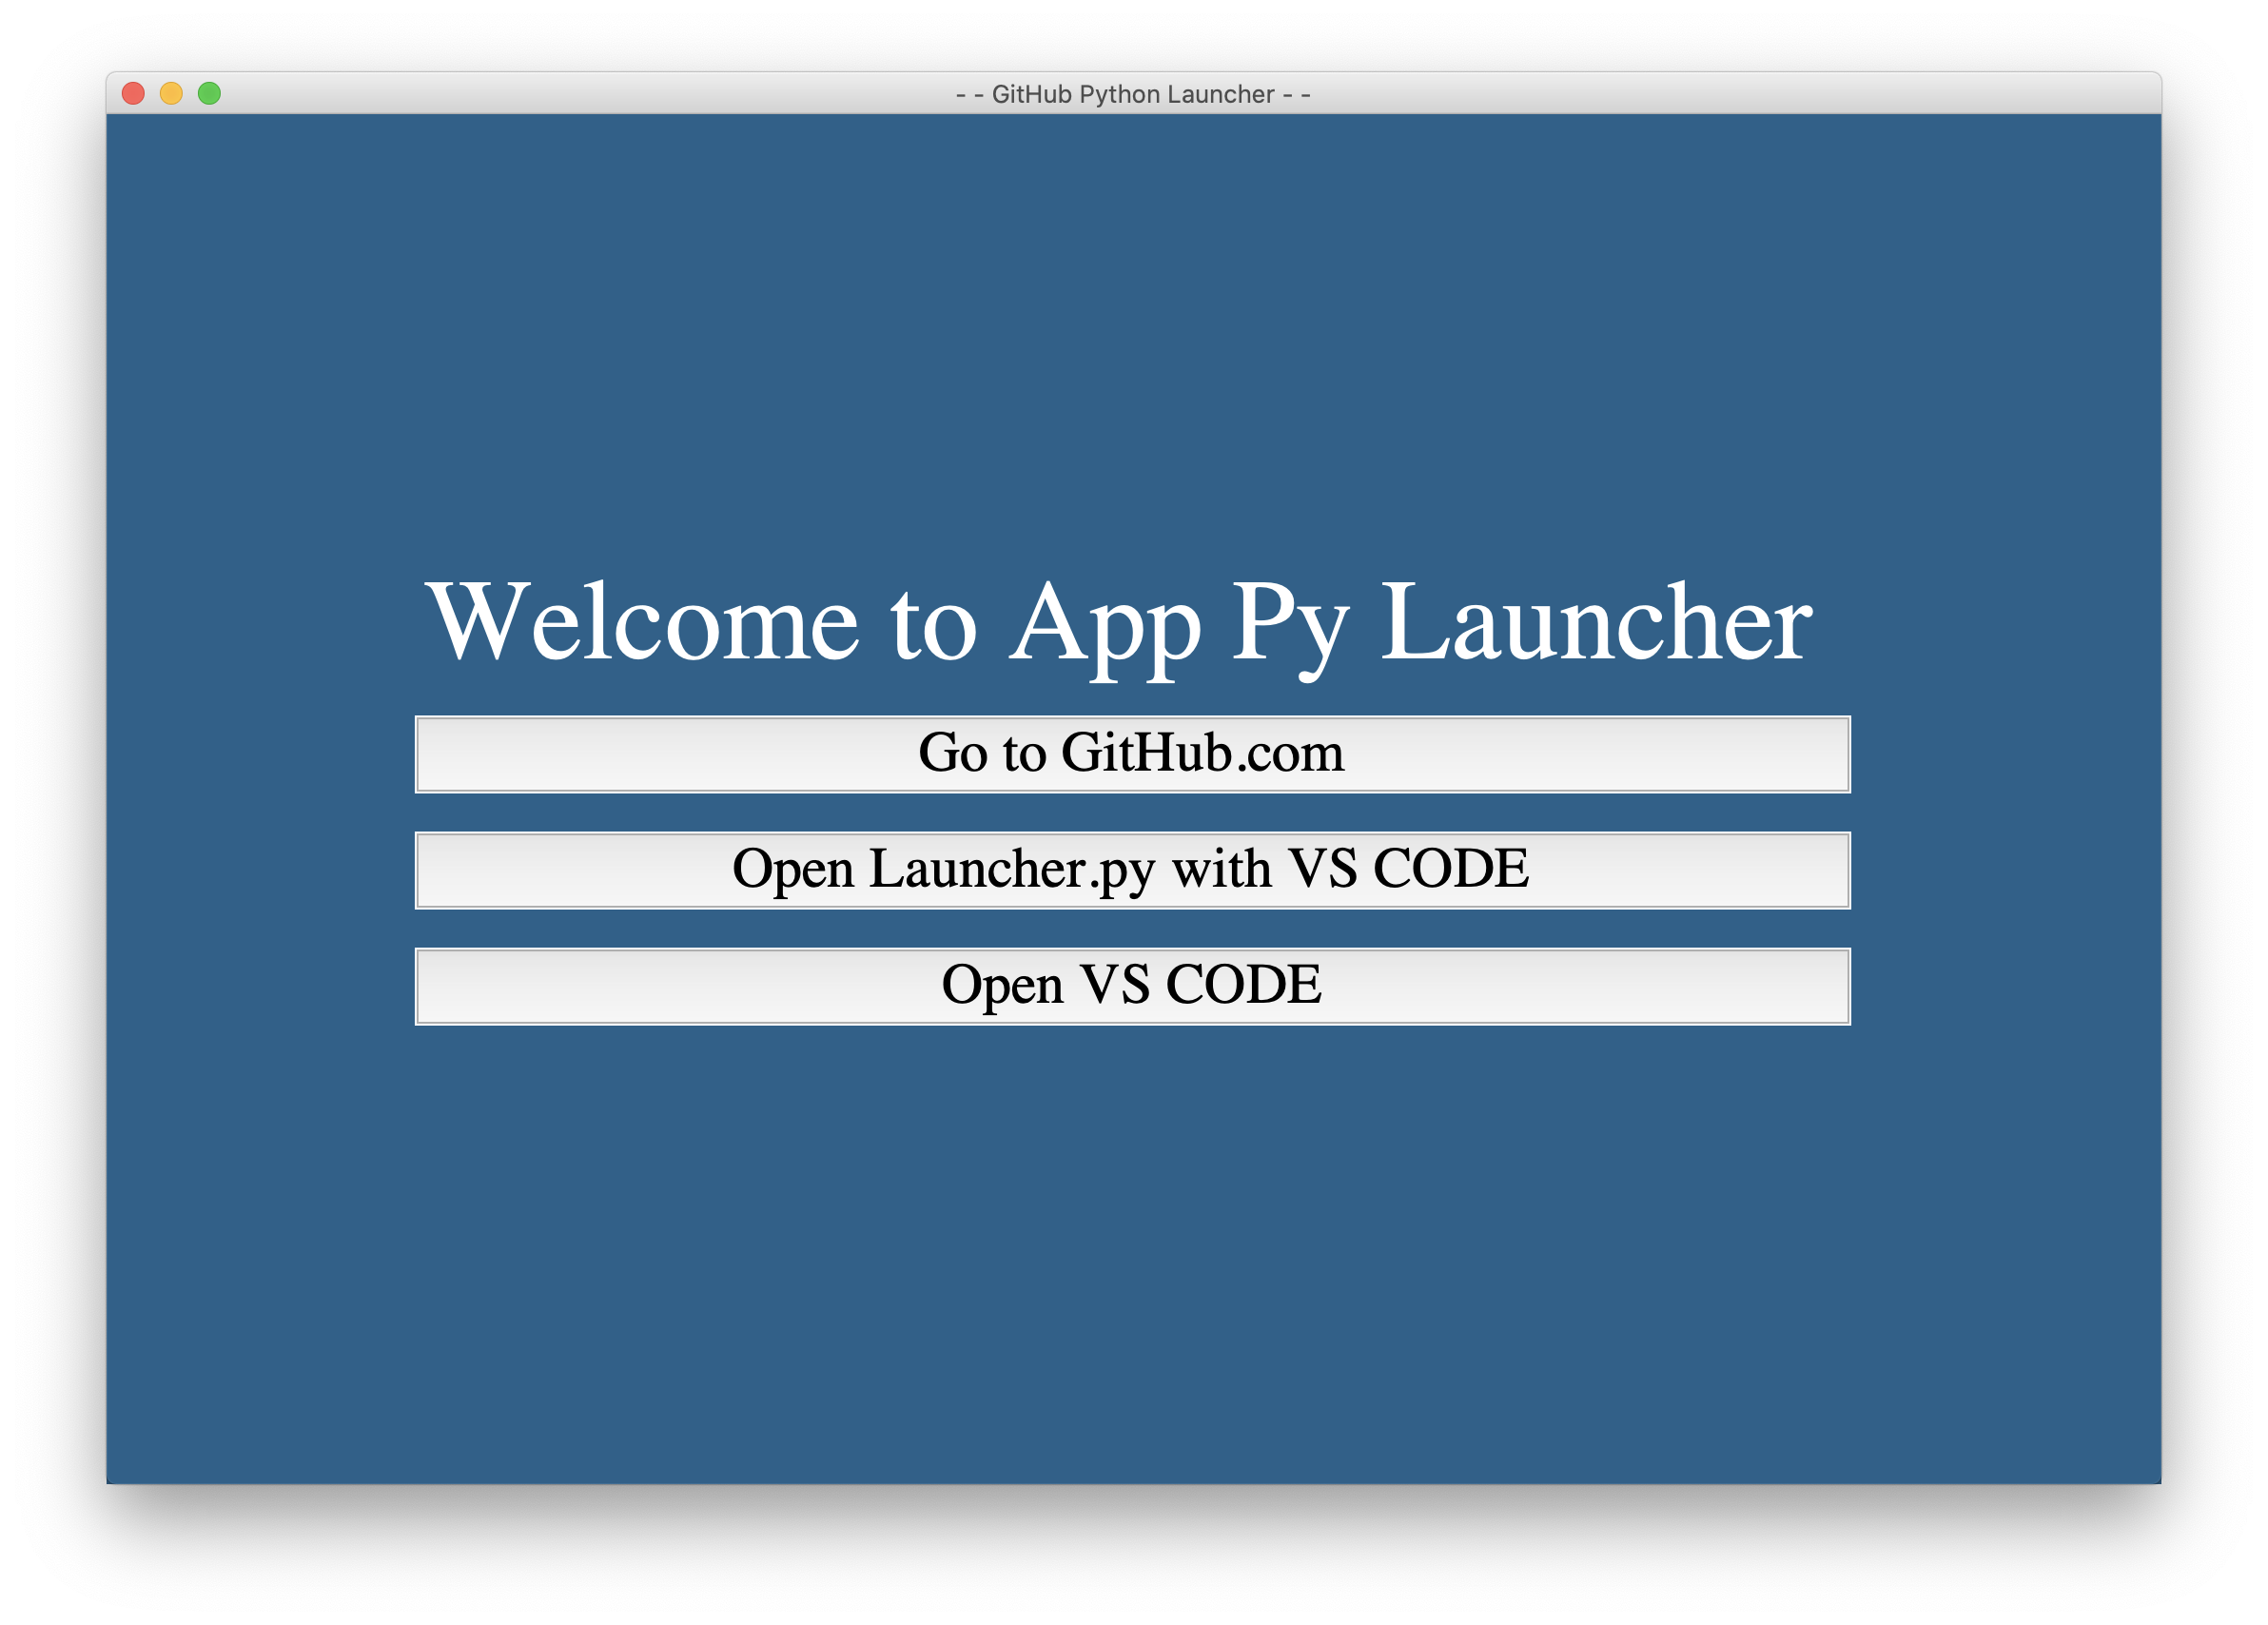 - - GitHub Python Launcher - -
Welcome to App Py Launcher
Go to GitHub.com
Open Launcher.py with VS CODE
Open VS CODE